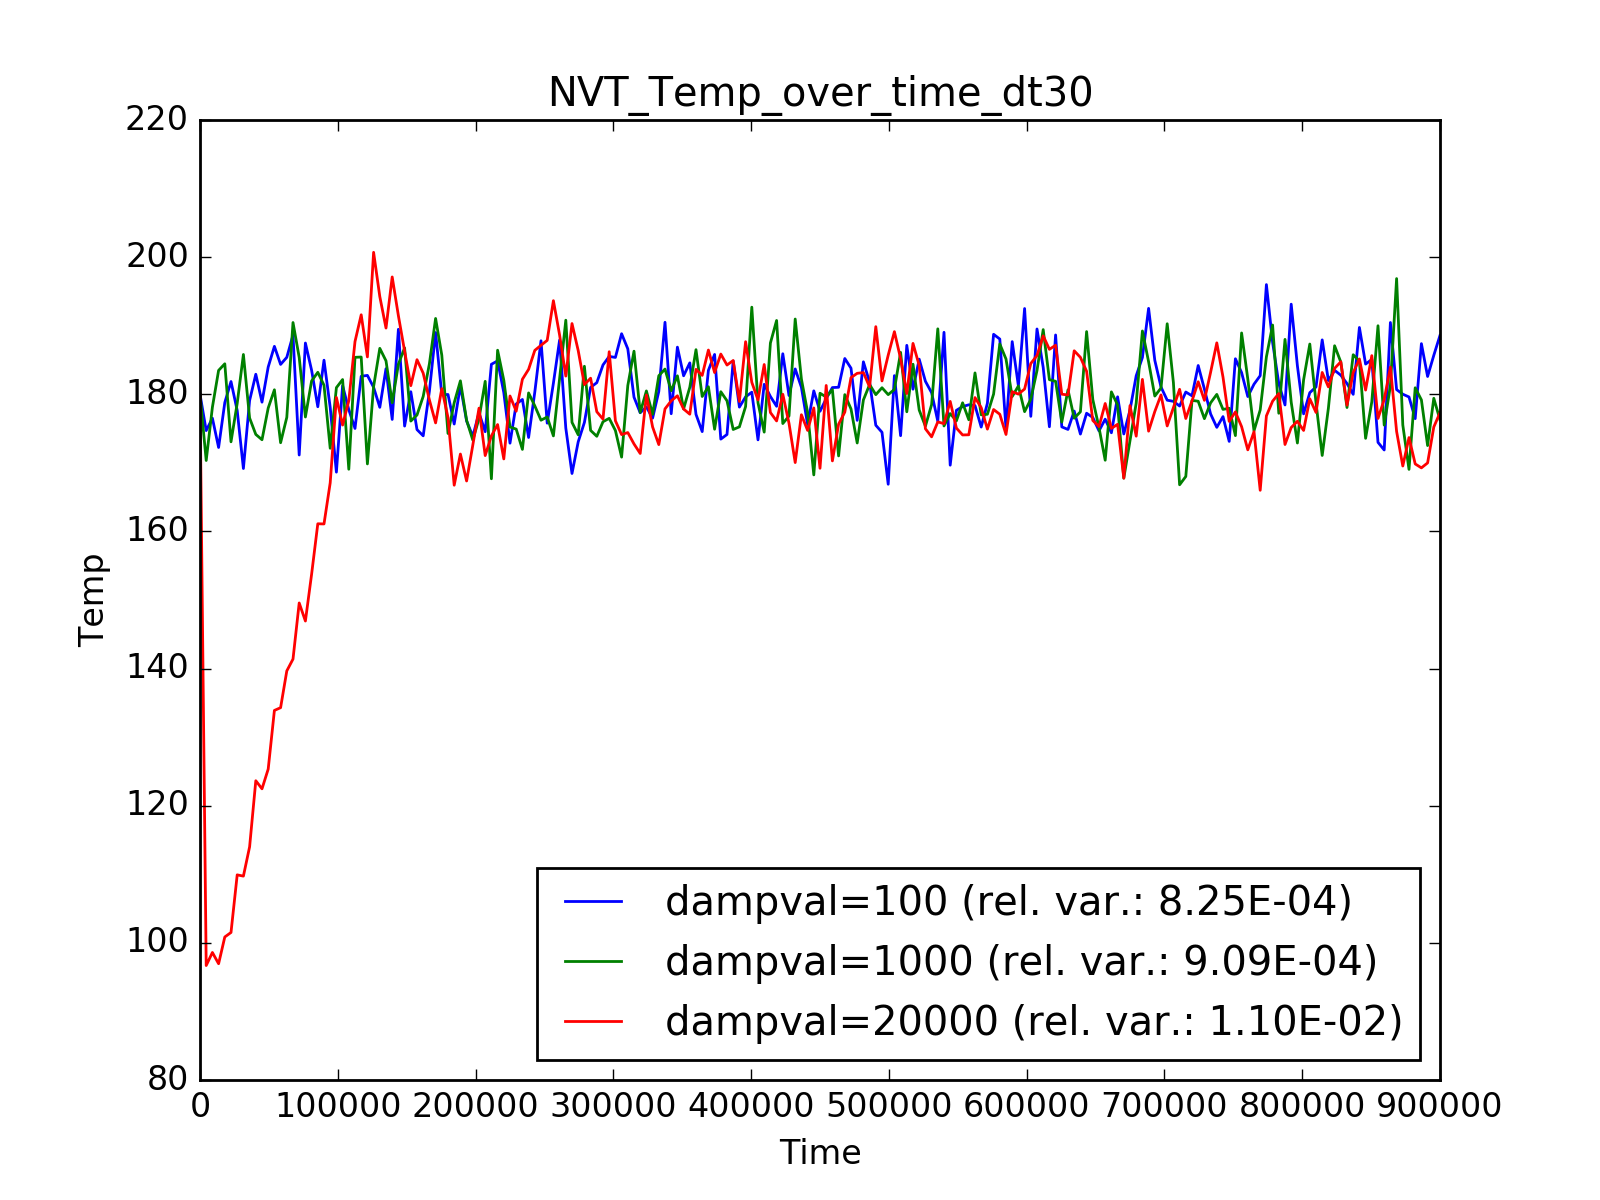 NVT_Temp_over_time_dt30
220
200
180
160
140
120
100
80
Temp
dampval=100 (rel. var.: 8.25E-04)
dampval=1000 (rel. var.: 9.09E-04)
dampval=20000 (rel. var.: 1.10E-02)
0 100000 200000 300000 400000 500000 600000 700000 800000 900000
Time